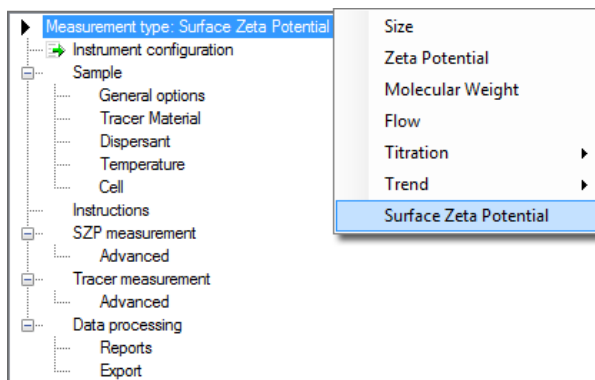 Measurement type: Surface Zeta Potential
Instrument configuration
Sample
General options
Tracer Material
Dispersant
Temperature
Cell
Instructions
SZP measurement
Advanced
Tracer measurement
Advanced
Data processing
Reports
Export
Size
Zeta Potential
Molecular Weight
Flow
Titration
Trend
Surface Zeta Potential